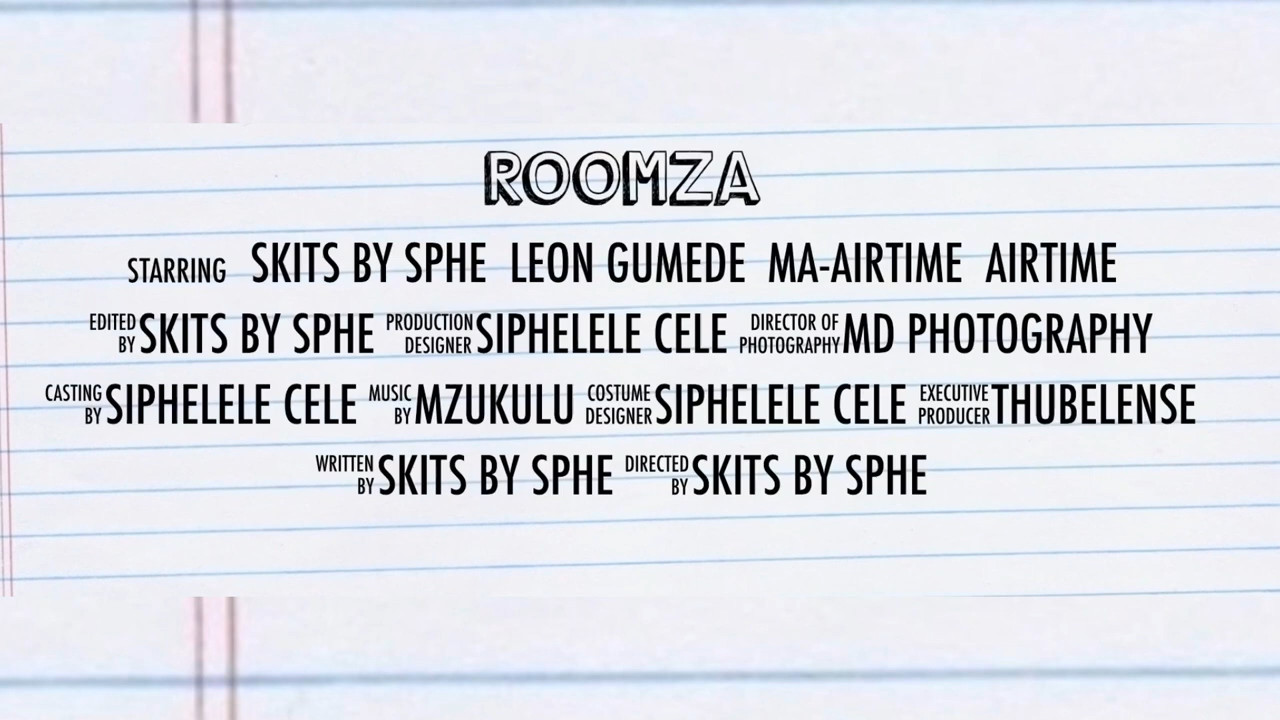 ROOMZA
STARRING SKITS BY SPHE LEON GUMEDE MA-AIRTIME AIRTIME
EDITED BY SKITS BY SPHE PRODUCTION DESIGNER SIPHELELE CELE DIRECTOR OF PHOTOGRAPHY MD PHOTOGRAPHY
CASTING BY SIPHELELE CELE MUSIC BY MZUKULU COSTUME DESIGNER SIPHELELE CELE EXECUTIVE PRODUCER THUBELENSE
WRITTEN BY SKITS BY SPHE DIRECTED BY SKITS BY SPHE